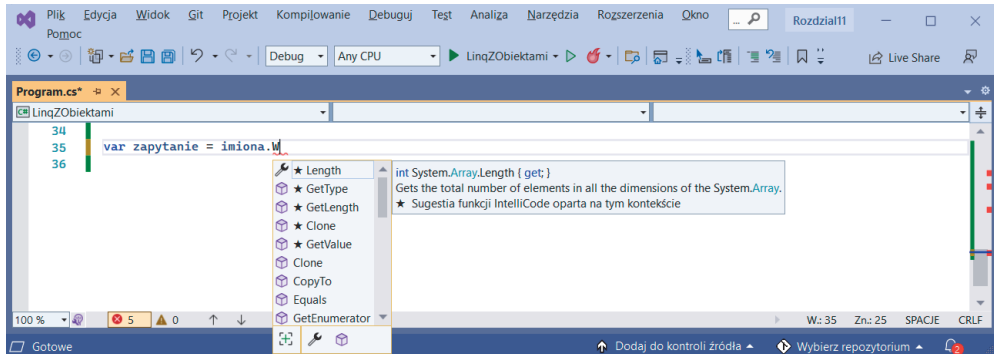 Plik Edycja Widok Git Projekt Kompilowanie Debuguj Test Analiza Narzędzia Rozszerzenia Okno ... Rozdzial11
Pomoc
Debug Any CPU LinqZObiektami Live Share
Program.cs*
C# LinqZObiektami
34
35 var zapytanie = imiona.W
36
★ Length
★ GetType
★ GetLength
★ Clone
★ GetValue
Clone
CopyTo
Equals
GetEnumerator
int System.Array.Length { get; }
Gets the total number of elements in all the dimensions of the System.Array.
★ Sugestia funkcji IntelliCode oparta na tym kontekście
100 % 5 0 W.: 35 Zn.: 25 SPACJE CRLF
Gotowe Dodaj do kontroli źródła Wybierz repozytorium 2